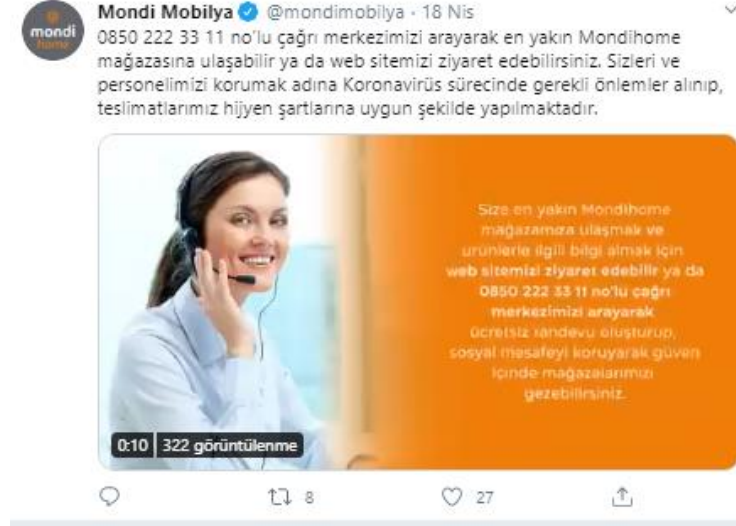 mondi
home
Mondi Mobilya @mondimobilya · 18 Nis
0850 222 33 11 no'lu çağrı merkezimizi arayarak en yakın Mondihome
mağazasına ulaşabilir ya da web sitemizi ziyaret edebilirsiniz. Sizleri ve
personelimizi korumak adına Koronavirüs sürecinde gerekli önlemler alınıp,
teslimatlarımız hijyen şartlarına uygun şekilde yapılmaktadır.
Size en yakın Mondihome
mağazamıza ulaşmak ve
ürünlerle ilgili bilgi almak için
web sitemizi ziyaret edebilir ya da
0850 222 33 11 no'lu çağrı
merkezimizi arayarak
ücretsiz randevu oluşturup,
sosyal mesafeyi koruyarak güven
içinde mağazalarımızı
gezebilirsiniz.
0:10 322 görüntülenme
8 27